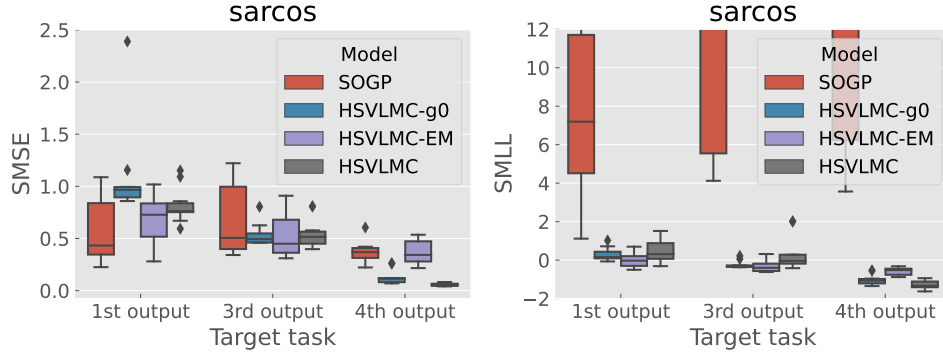 sarcos
2.5
2.0
1.5
1.0
0.5
0.0
SMSE
Model
SOGP
HSVLMC-g0
HSVLMC-EM
HSVLMC
1st output 3rd output 4th output
Target task
sarcos
12
10
8
6
4
2
0
−2
SMLL
Model
SOGP
HSVLMC-g0
HSVLMC-EM
HSVLMC
1st output 3rd output 4th output
Target task